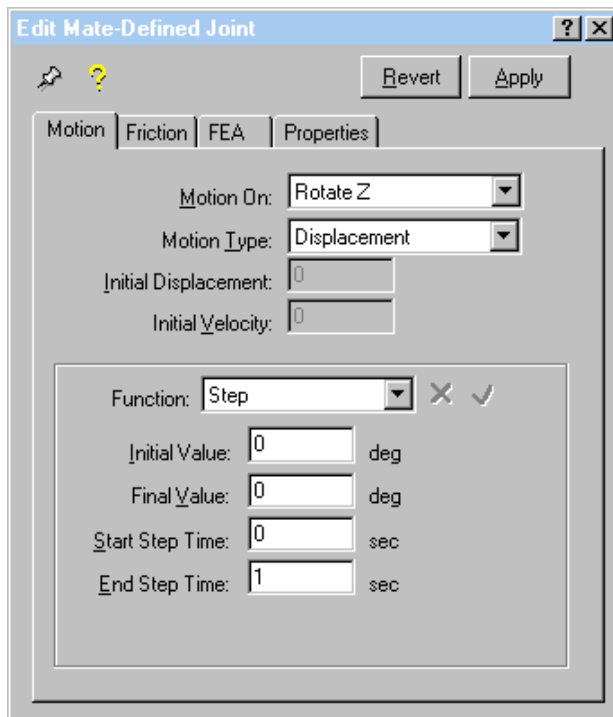 Edit Mate-Defined Joint
Revert Apply
Motion Friction FEA Properties
Motion On: Rotate Z
Motion Type: Displacement
Initial Displacement: 0
Initial Velocity: 0
Function: Step
Initial Value: 0 deg
Final Value: 0 deg
Start Step Time: 0 sec
End Step Time: 1 sec